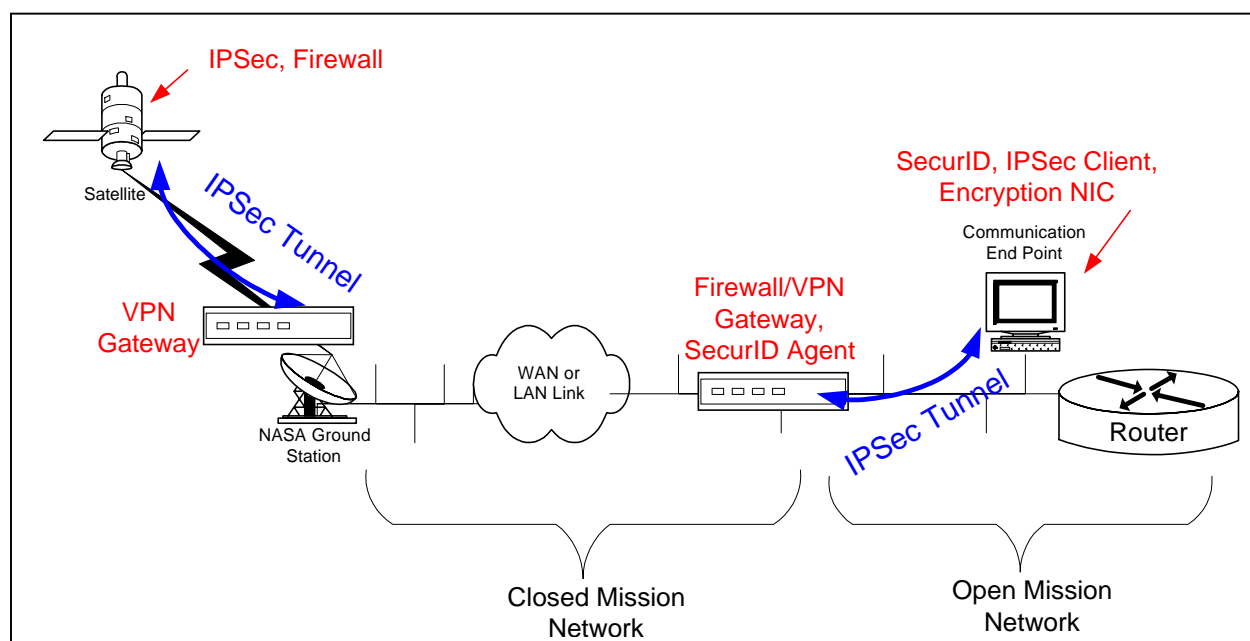 IPSec, Firewall
Satellite
IPSec Tunnel
VPN
Gateway
NASA Ground
Station
WAN or
LAN Link
Firewall/VPN
Gateway,
SecurID Agent
SecurID, IPSec Client,
Encryption NIC
Communication
End Point
IPSec Tunnel
Router
Closed Mission
Network
Open Mission
Network